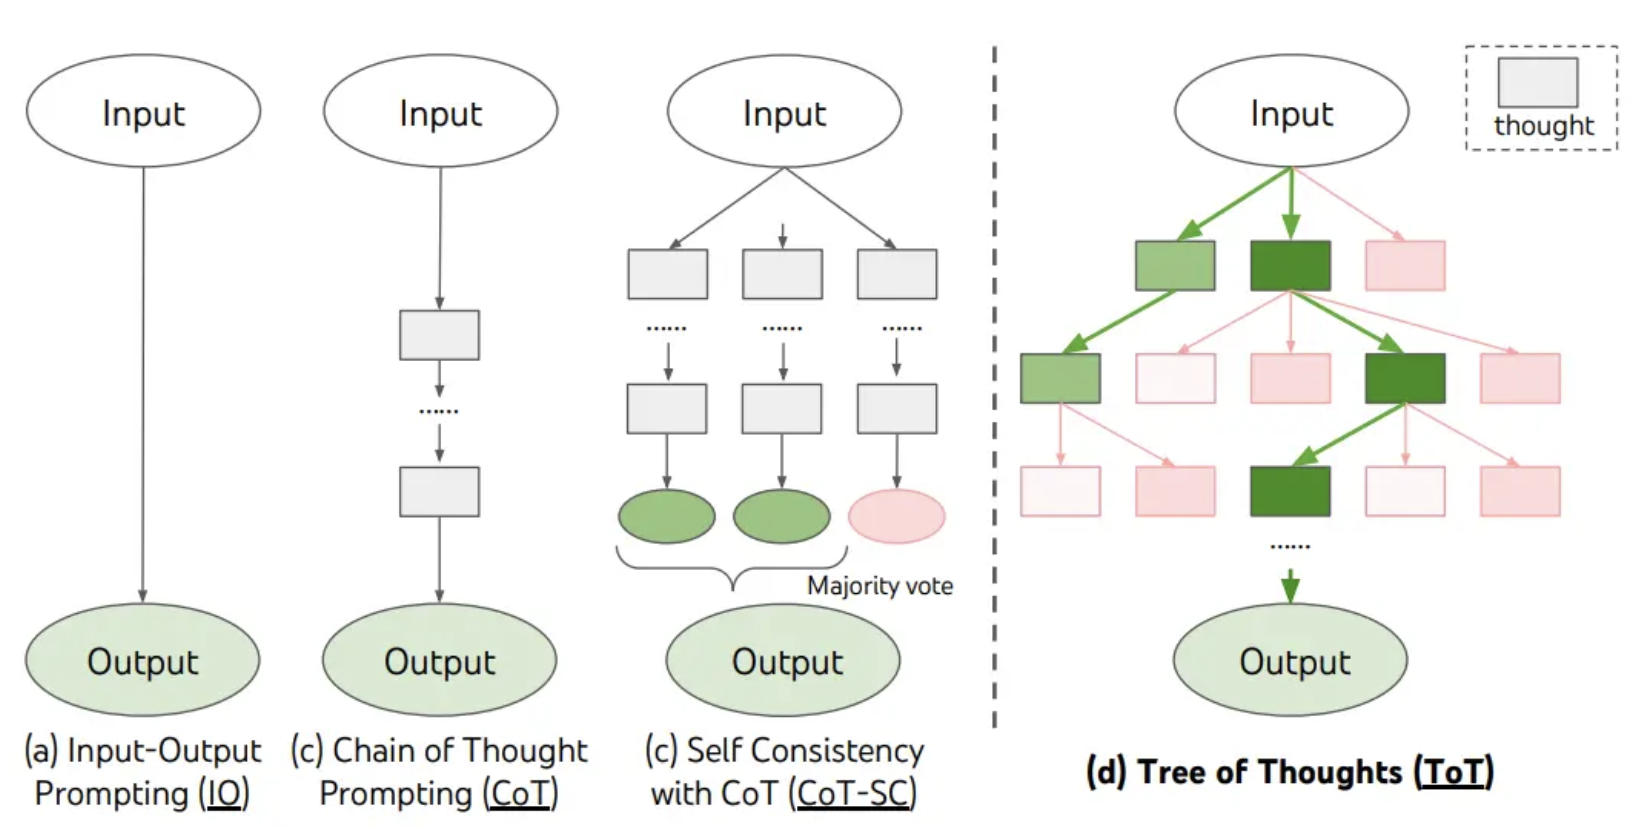 Input
Input
Input
Input
thought
......
......
......
......
......
Majority vote
Output
Output
Output
Output
(a) Input-Output
Prompting (IO)
(c) Chain of Thought
Prompting (CoT)
(c) Self Consistency
with CoT (CoT-SC)
(d) Tree of Thoughts (ToT)